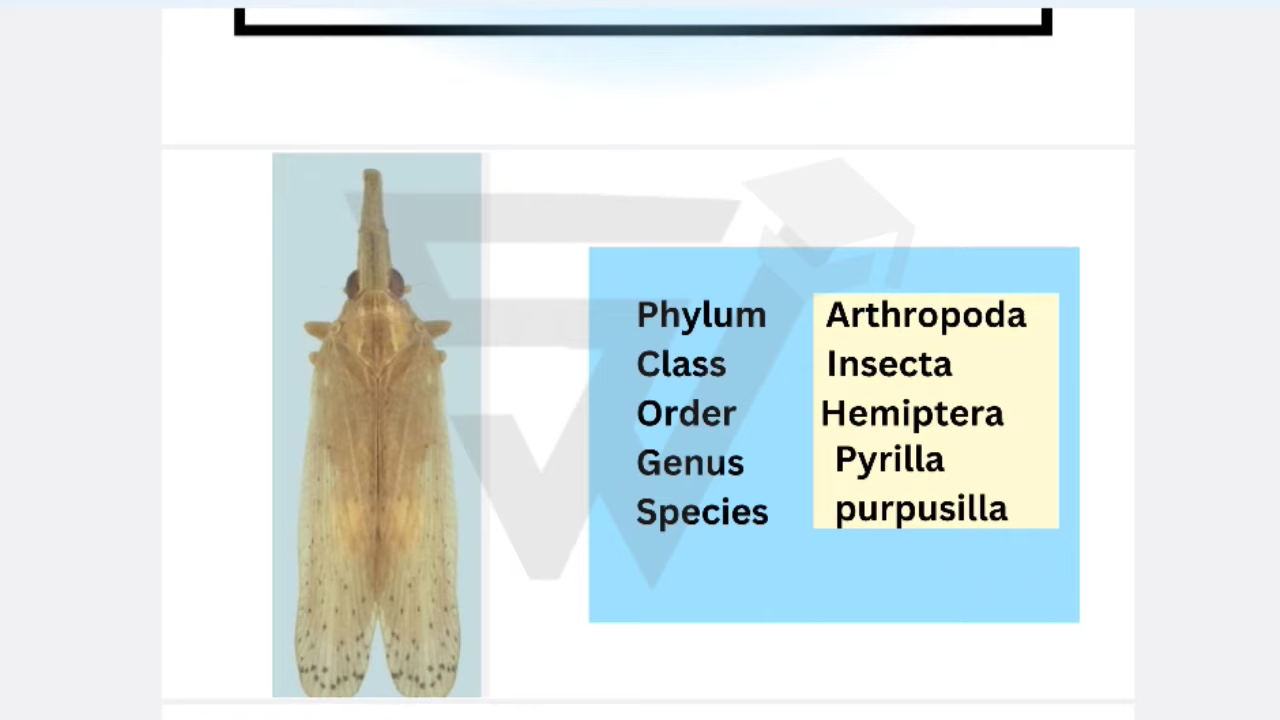 Phylum Arthropoda
Class Insecta
Order Hemiptera
Genus Pyrilla
Species purpusilla